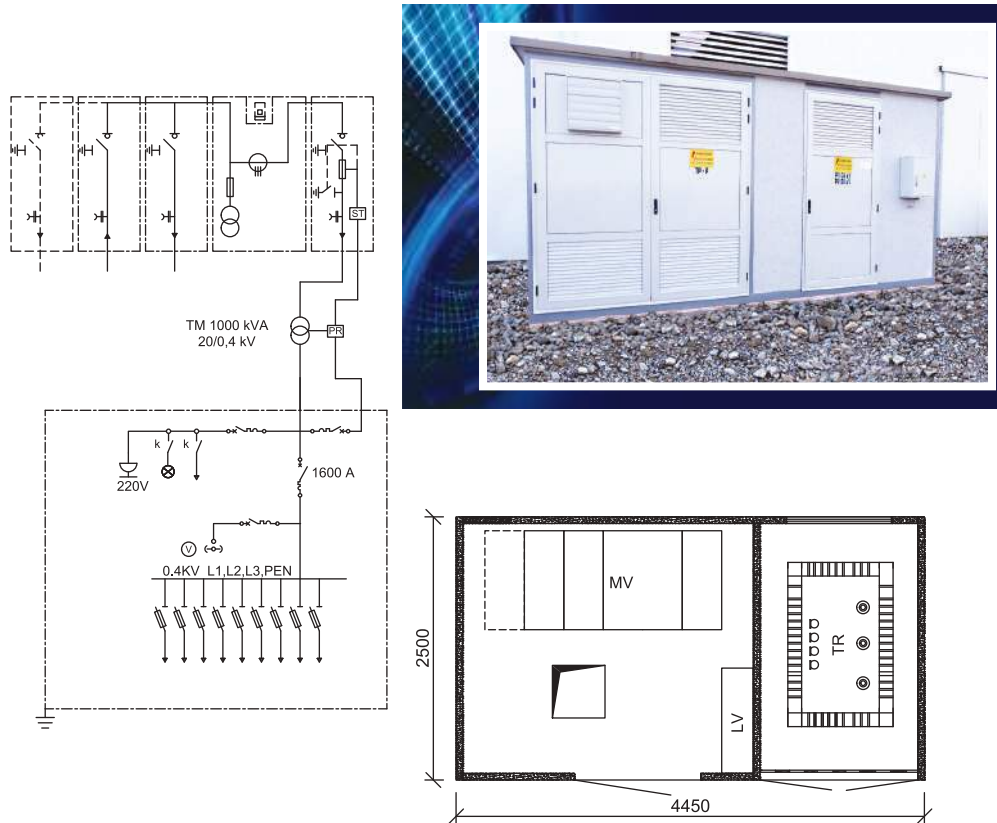 ST
TM 1000 kVA
20/0,4 kV
PR
k
k
220V
1600 A
V
0.4KV L1,L2,L3,PEN
MV
TR
LV
2500
4450